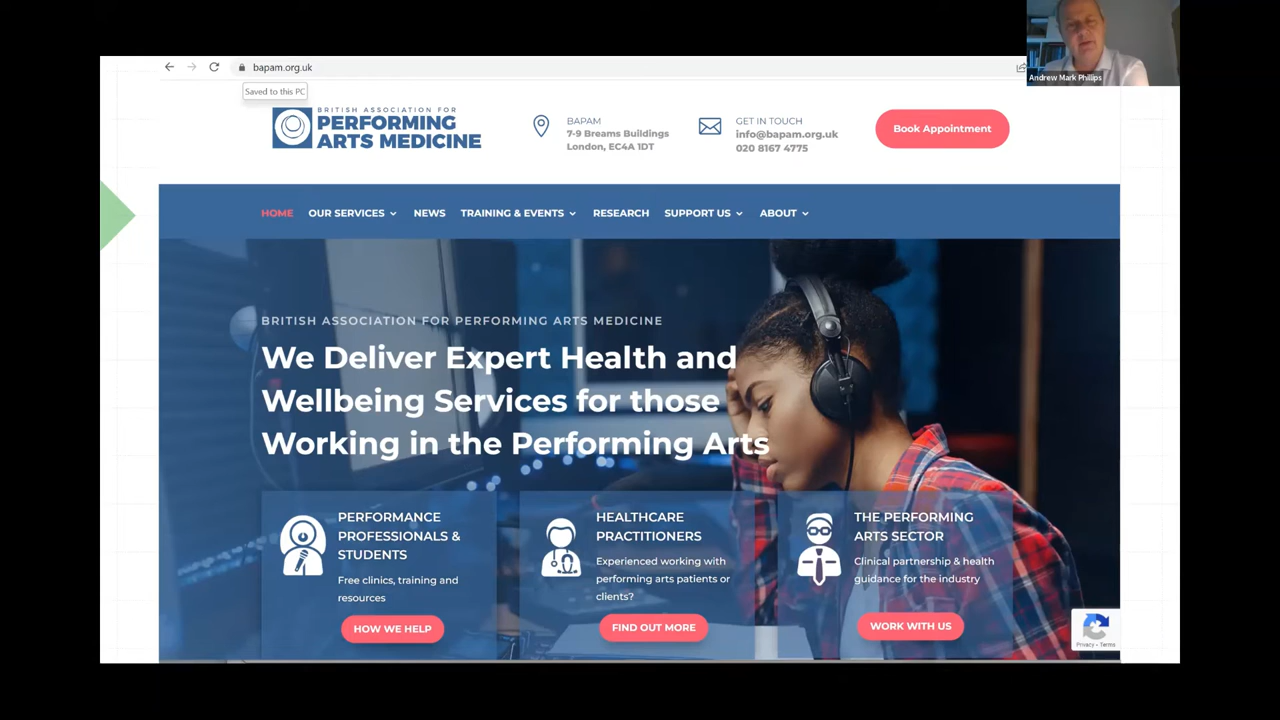 Andrew Mark Phillips
bapam.org.uk
Saved to this PC
BRITISH ASSOCIATION FOR
PERFORMING
ARTS MEDICINE
BAPAM
7-9 Breams Buildings
London, EC4A 1DT
GET IN TOUCH
info@bapam.org.uk
020 8167 4775
Book Appointment
HOME OUR SERVICES NEWS TRAINING & EVENTS RESEARCH SUPPORT US ABOUT
BRITISH ASSOCIATION FOR PERFORMING ARTS MEDICINE
We Deliver Expert Health and
Wellbeing Services for those
Working in the Performing Arts
PERFORMANCE
PROFESSIONALS &
STUDENTS
Free clinics, training and
resources
HOW WE HELP
HEALTHCARE
PRACTITIONERS
Experienced working with
performing arts patients or
clients?
FIND OUT MORE
THE PERFORMING
ARTS SECTOR
Clinical partnership & health
guidance for the industry
WORK WITH US
Privacy - Terms